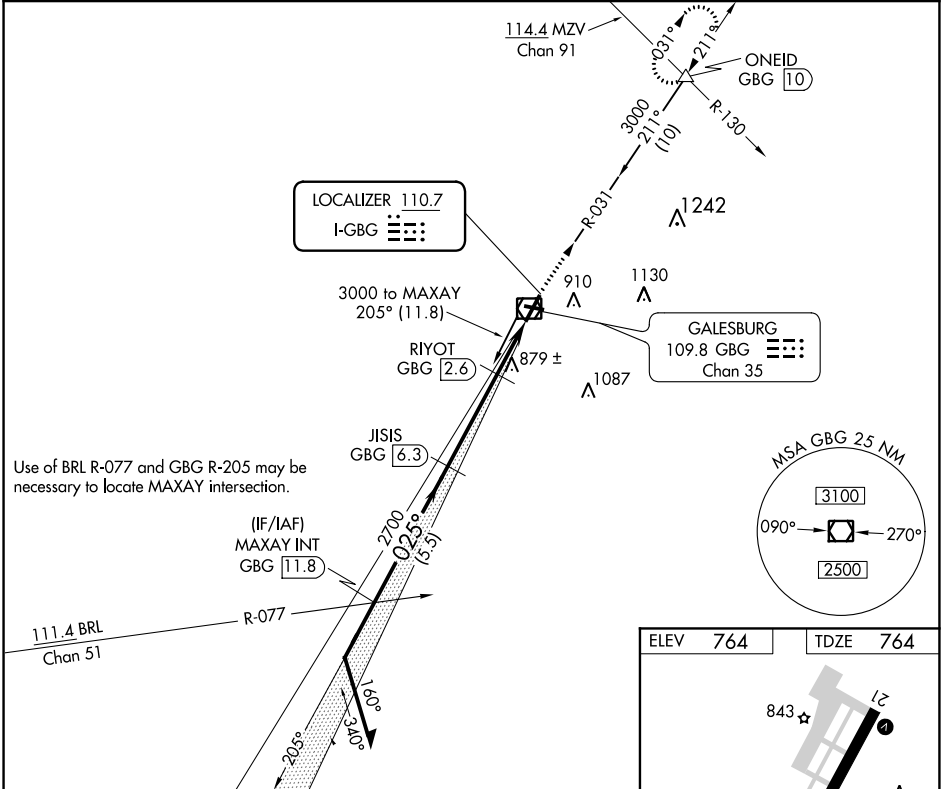 114.4 MZV
Chan 91
031°
211°
ONEID
GBG 10
R-130
3000
211°
(10)
R-031
LOCALIZER 110.7
I-GBG
1242
3000 to MAXAY
205° (11.8)
910
1130
RIYOT
GBG 2.6
879 ±
GALESBURG
109.8 GBG
Chan 35
1087
JISIS
GBG 6.3
Use of BRL R-077 and GBG R-205 may be
necessary to locate MAXAY intersection.
MSA GBG 25 NM
3100
090°
270°
2500
2700
025°
(5.5)
(IF/IAF)
MAXAY INT
GBG 11.8
R-077
111.4 BRL
Chan 51
160°
340°
205°
ELEV 764
TDZE 764
21
843
V